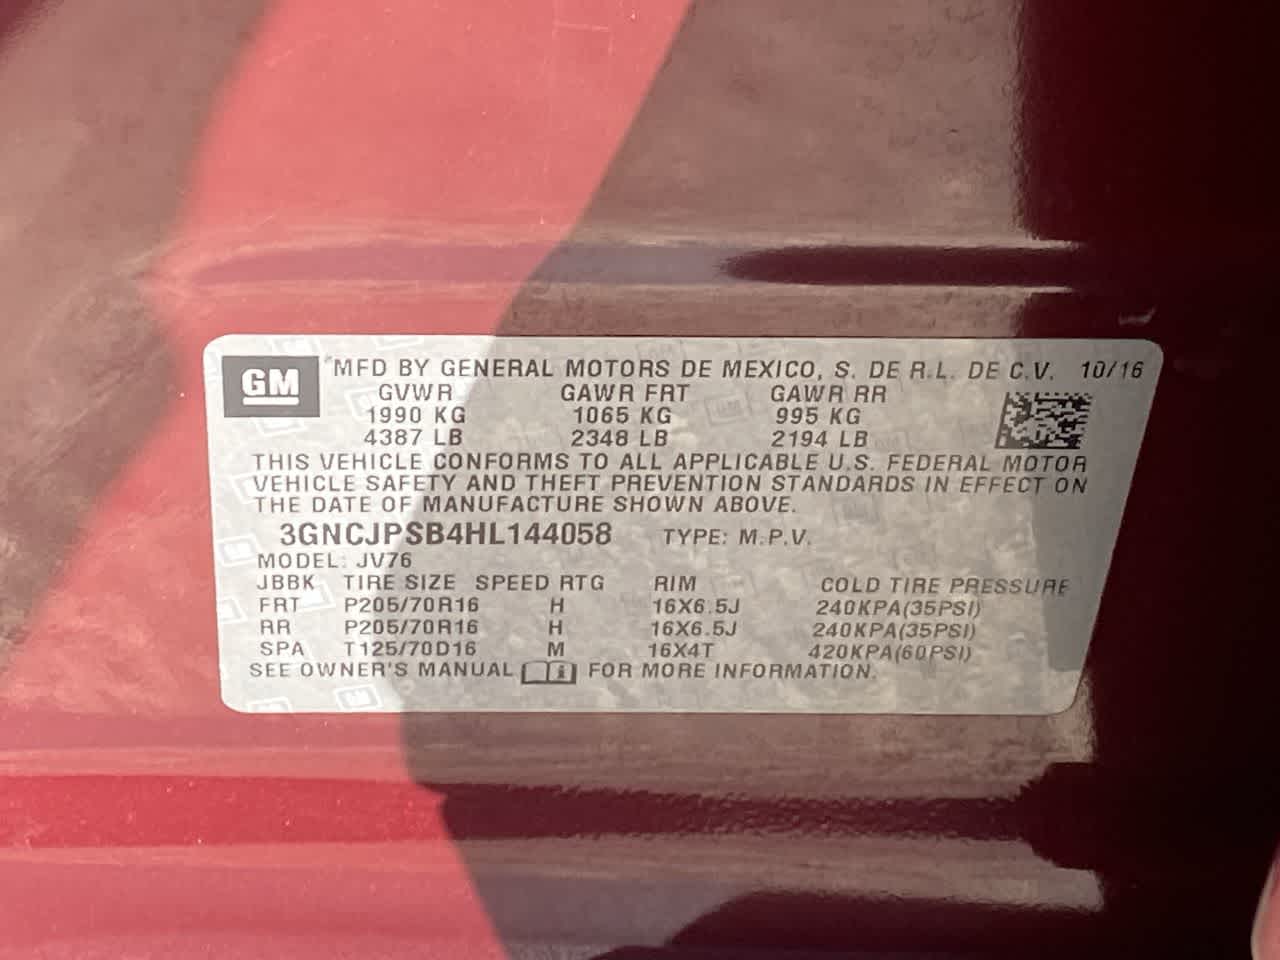 GM MFD BY GENERAL MOTORS DE MEXICO, S. DE R.L. DE C.V. 10/16
GVWR GAWR FRT GAWR RR
1990 KG 1065 KG 995 KG
4387 LB 2348 LB 2194 LB
THIS VEHICLE CONFORMS TO ALL APPLICABLE U.S. FEDERAL MOTOR
VEHICLE SAFETY AND THEFT PREVENTION STANDARDS IN EFFECT ON
THE DATE OF MANUFACTURE SHOWN ABOVE.
3GNCJPSB4HL144058 TYPE: M.P.V.
MODEL: JV76
JBBK TIRE SIZE SPEED RTG RIM COLD TIRE PRESSURE
FRT P205/70R16 H 16X6.5J 240KPA(35PSI)
RR P205/70R16 H 16X6.5J 240KPA(35PSI)
SPA T125/70D16 M 16X4T 420KPA(60PSI)
SEE OWNER'S MANUAL FOR MORE INFORMATION.